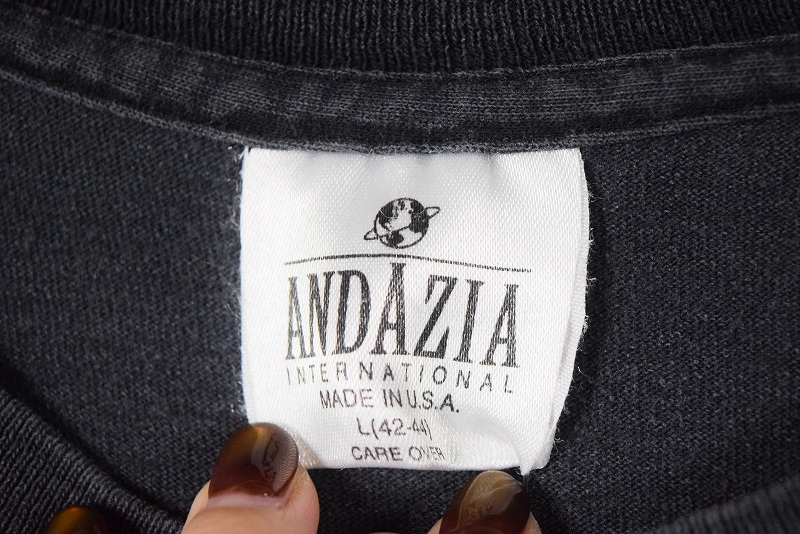 ANDAZIA
INTERNATIONAL
MADE IN U.S.A.
L(42-44)
CARE OVER